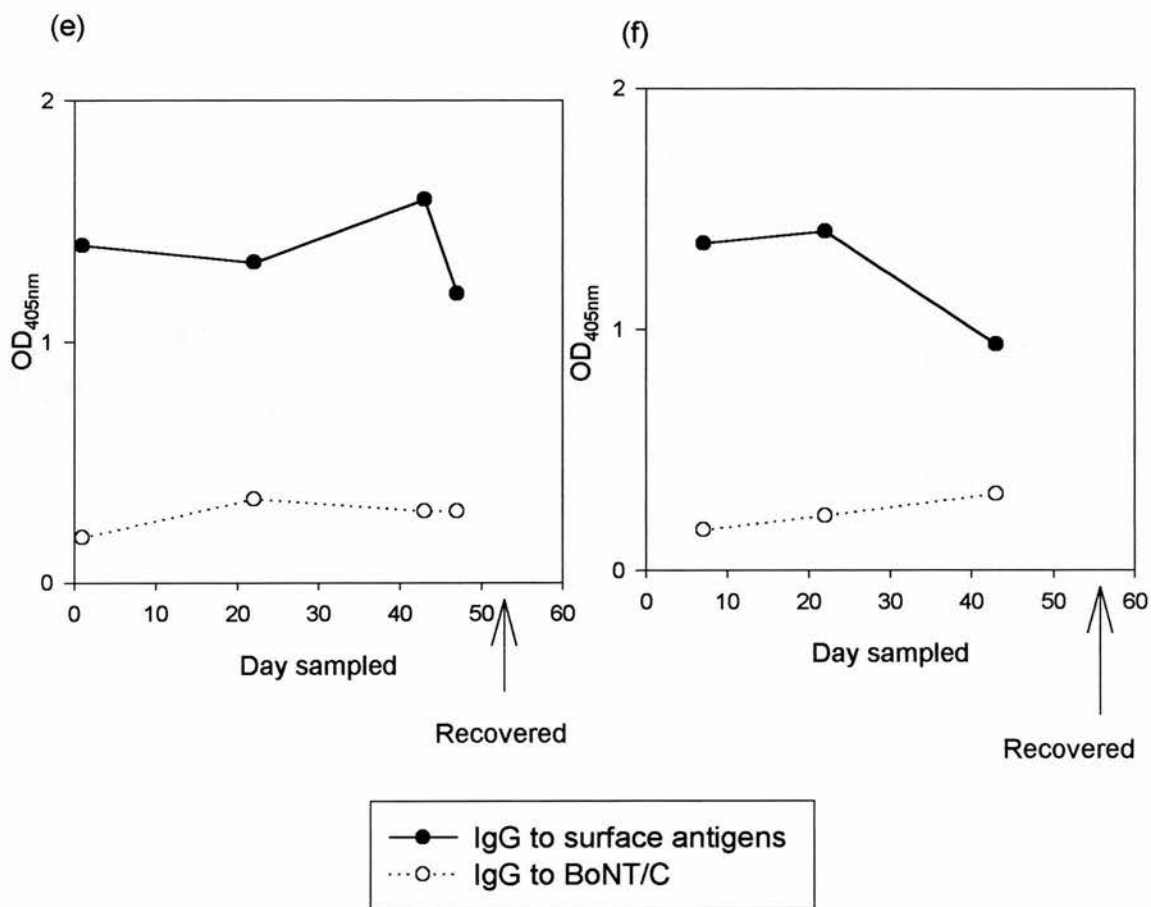 (e)
2
1
0
OD405nm
0 10 20 30 40 50 60
Day sampled
Recovered
(f)
2
1
0
OD405nm
0 10 20 30 40 50 60
Day sampled
Recovered
IgG to surface antigens
IgG to BoNT/C